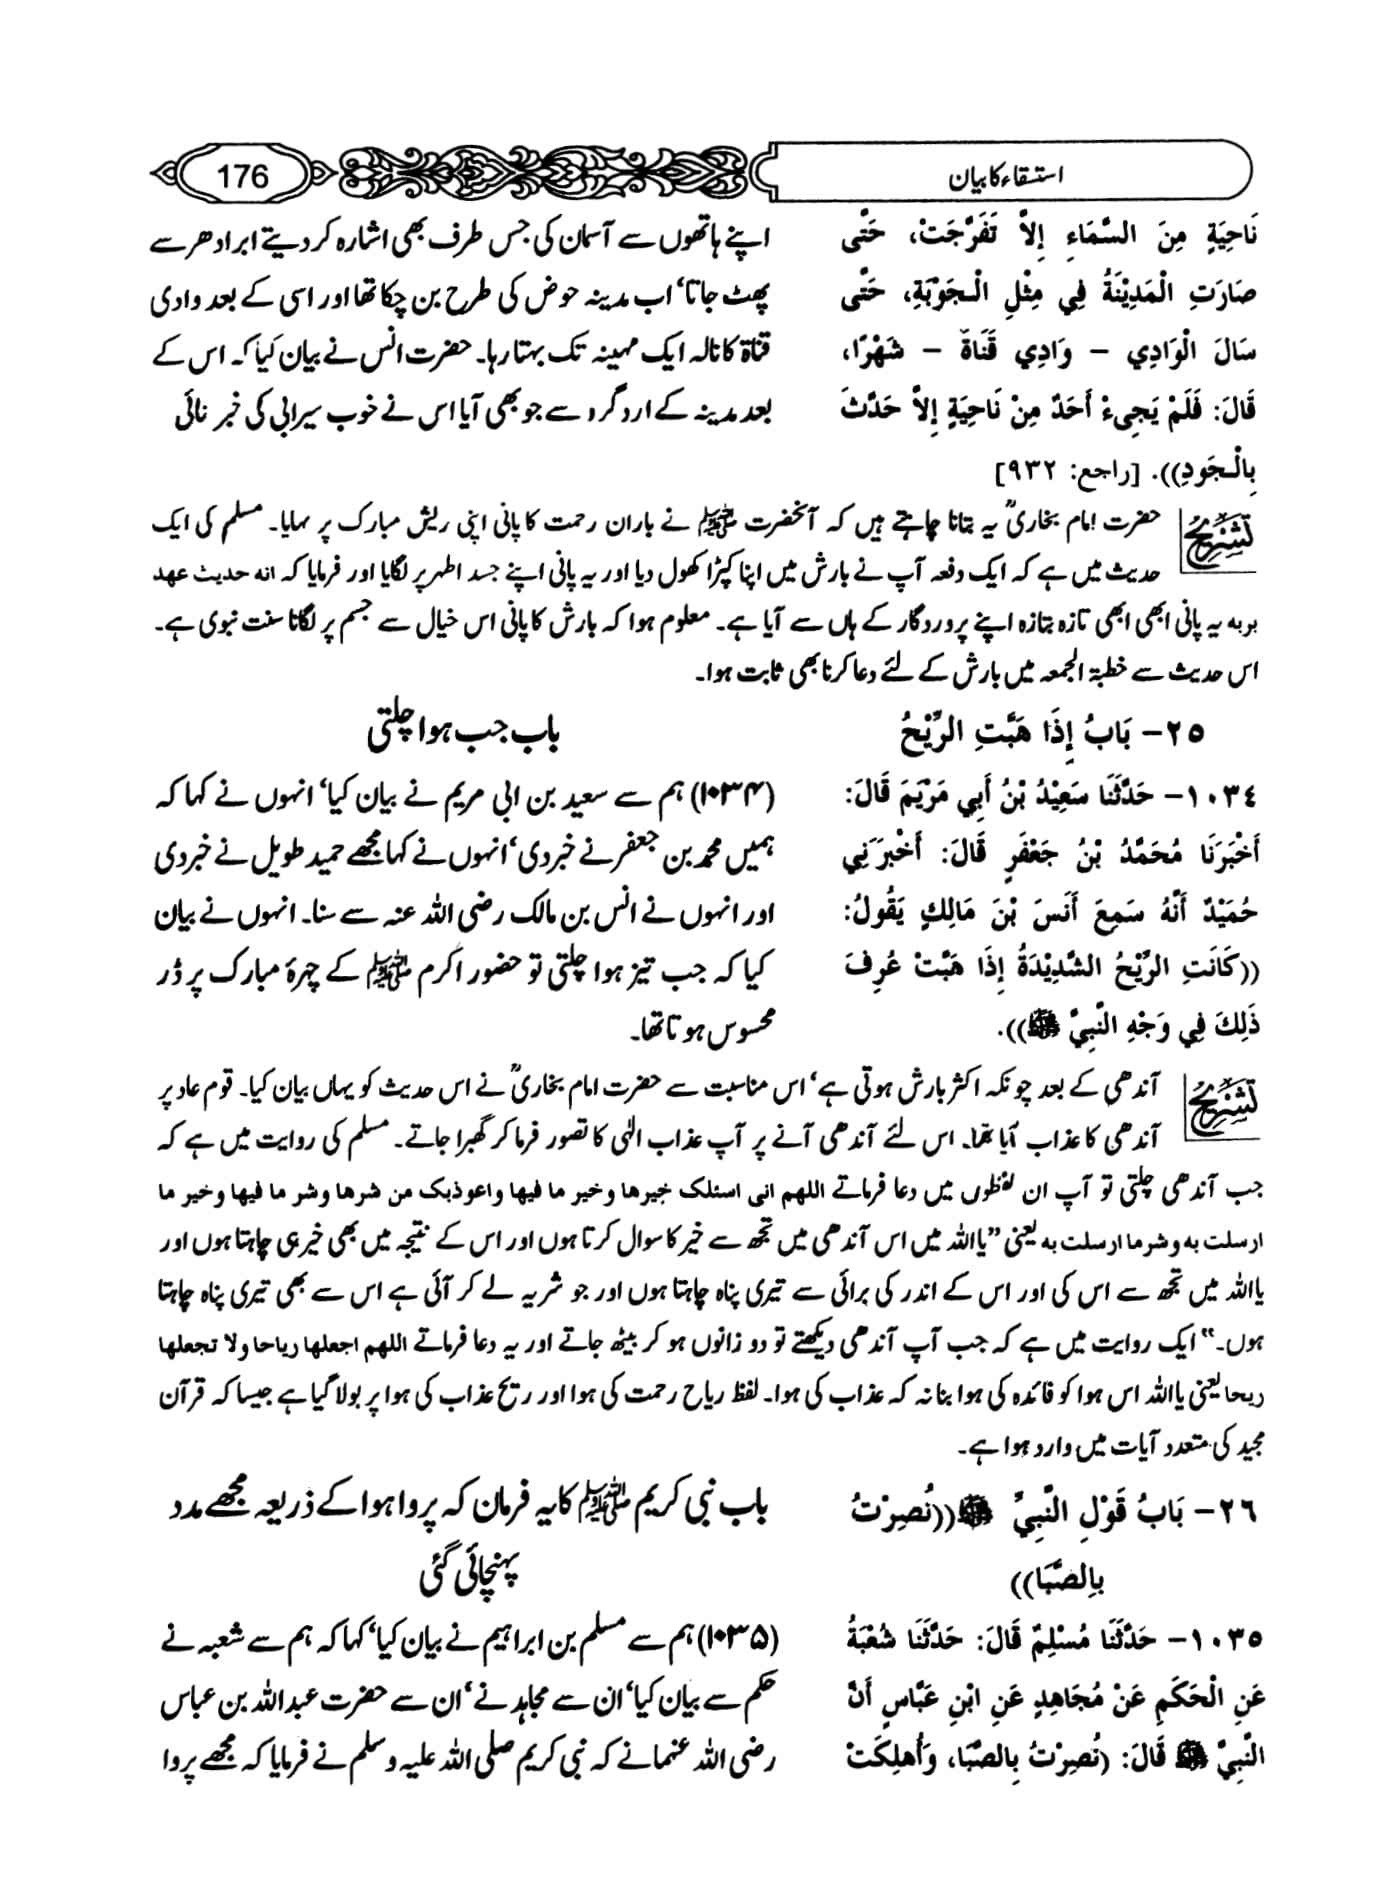 استسقاء کا بیان
176
نَاحِيَةٍ مِنَ السَّمَاءِ إِلاَّ تَفَرَّجَتْ، حَتَّى
صَارَتِ الْمَدِيْنَةُ فِي مِثْلِ الْجَوْبَةِ، حَتَّى
سَالَ الْوَادِي – وَادِي قَنَاةَ – شَهْرًا،
قَالَ: فَلَمْ يَجِيءْ أَحَدٌ مِنْ نَاحِيَةٍ إِلاَّ حَدَّثَ
بِالْجَودِ)). [راجع: ٩٣٢]
اپنے ہاتھوں سے آسمان کی جس طرف بھی اشارہ کر دیتے ابر ادھر سے
پھٹ جاتا‘ اب مدینہ حوض کی طرح بن چکا تھا اور اسی کے بعد وادی
قناۃ کا نالہ ایک مہینہ تک بہتا رہا۔ حضرت انس نے بیان کیا کہ اس کے
بعد مدینہ کے ارد گرد سے جو بھی آیا اس نے خوب سیرابی کی خبر نائی
تشریح
حضرت امام بخاریؒ یہ بتانا چاہتے ہیں کہ آنحضرت ﷺ نے باران رحمت کا پانی اپنی ریش مبارک پر بہایا۔ مسلم کی ایک
حدیث میں ہے کہ ایک دفعہ آپ نے بارش میں اپنا کپڑا کھول دیا اور یہ پانی اپنے جسد اطہر پر لگایا اور فرمایا کہ انه حديث عهد
بربه یہ پانی ابھی ابھی تازہ بتازہ اپنے پروردگار کے ہاں سے آیا ہے۔ معلوم ہوا کہ بارش کا پانی اس خیال سے جسم پر لگانا سنت نبوی ہے۔
اس حدیث سے خطبۃ الجمعہ میں بارش کے لئے دعا کرنا بھی ثابت ہوا۔
٢٥– بَابُ إِذَا هَبَّتِ الرِّيْحُ
باب جب ہوا چلتی
١٠٣٤– حَدَّثَنَا سَعِيْدُ بْنُ أَبِي مَرْيَمَ قَالَ:
أَخْبَرَنَا مُحَمَّدُ بْنُ جَعْفَرٍ قَالَ: أَخْبَرَنِي
حُمَيْدٌ أَنَّهُ سَمِعَ أَنَسَ بْنَ مَالِكٍ يَقُولُ:
((كَانَتِ الرِّيْحُ الشَّدِيْدَةُ إِذَا هَبَّتْ عُرِفَ
ذَلِكَ فِي وَجْهِ النَّبِيِّ ﷺ)).
(۱۰۳۴) ہم سے سعید بن ابی مریم نے بیان کیا‘ انہوں نے کہا کہ
ہمیں محمد بن جعفر نے خبر دی‘ انہوں نے کہا مجھے حمید طویل نے خبر دی
اور انہوں نے انس بن مالک رضی اللہ عنہ سے سنا۔ انہوں نے بیان
کیا کہ جب تیز ہوا چلتی تو حضور اکرم ﷺ کے چہرۂ مبارک پر ڈر
محسوس ہوتا تھا۔
تشریح
آندھی کے بعد چونکہ اکثر بارش ہوتی ہے‘ اس مناسبت سے حضرت امام بخاریؒ نے اس حدیث کو یہاں بیان کیا۔ قوم عاد پر
آندھی کا عذاب آیا تھا۔ اس لئے آندھی آنے پر آپ عذاب الٰہی کا تصور فرما کر گھبرا جاتے۔ مسلم کی روایت میں ہے کہ
جب آندھی چلتی تو آپ ان لفظوں میں دعا فرماتے اللهم انی اسئلک خیرها وخیر ما فیها واعوذبک من شرها وشر ما فیها وخیر ما
ارسلت به وشر ما ارسلت به یعنی ”یااللہ میں اس آندھی میں تجھ سے خیر کا سوال کرتا ہوں اور اس کے نتیجہ میں بھی خیر ہی چاہتا ہوں اور
یااللہ میں تجھ سے اس کی اور اس کے اندر کی برائی سے تیری پناہ چاہتا ہوں اور جو شر یہ لے کر آئی ہے اس سے بھی تیری پناہ چاہتا
ہوں۔“ ایک روایت میں ہے کہ جب آپ آندھی دیکھتے تو دو زانوں ہو کر بیٹھ جاتے اور یہ دعا فرماتے اللهم اجعلها ریاحا ولا تجعلها
ریحا یعنی یااللہ اس ہوا کو فائدہ کی ہوا بنا نہ کہ عذاب کی ہوا۔ لفظ ریاح رحمت کی ہوا اور ریح عذاب کی ہوا پر بولا گیا ہے جیسا کہ قرآن
مجید کی متعدد آیات میں وارد ہوا ہے۔
٢٦– بَابُ قَوْلِ النَّبِيِّ ﷺ ((نُصِرْتُ
بِالصَّبَا))
باب نبی کریم ﷺ کا یہ فرمان کہ پروا ہوا کے ذریعہ مجھے مدد
پہنچائی گئی
١٠٣٥– حَدَّثَنَا مُسْلِمٌ قَالَ: حَدَّثَنَا شُعْبَةُ
عَنِ الْحَكَمِ عَنْ مُجَاهِدٍ عَنِ ابْنِ عَبَّاسٍ أَنَّ
النَّبِيَّ ﷺ قَالَ: (نُصِرْتُ بِالصَّبَا، وَأُهلِكَتْ
(۱۰۳۵) ہم سے مسلم بن ابراہیم نے بیان کیا‘ کہا کہ ہم سے شعبہ نے
حکم سے بیان کیا‘ ان سے مجاہد نے‘ ان سے حضرت عبداللہ بن عباس
رضی اللہ عنہما نے کہ نبی کریم صلی اللہ علیہ وسلم نے فرمایا کہ مجھے پروا